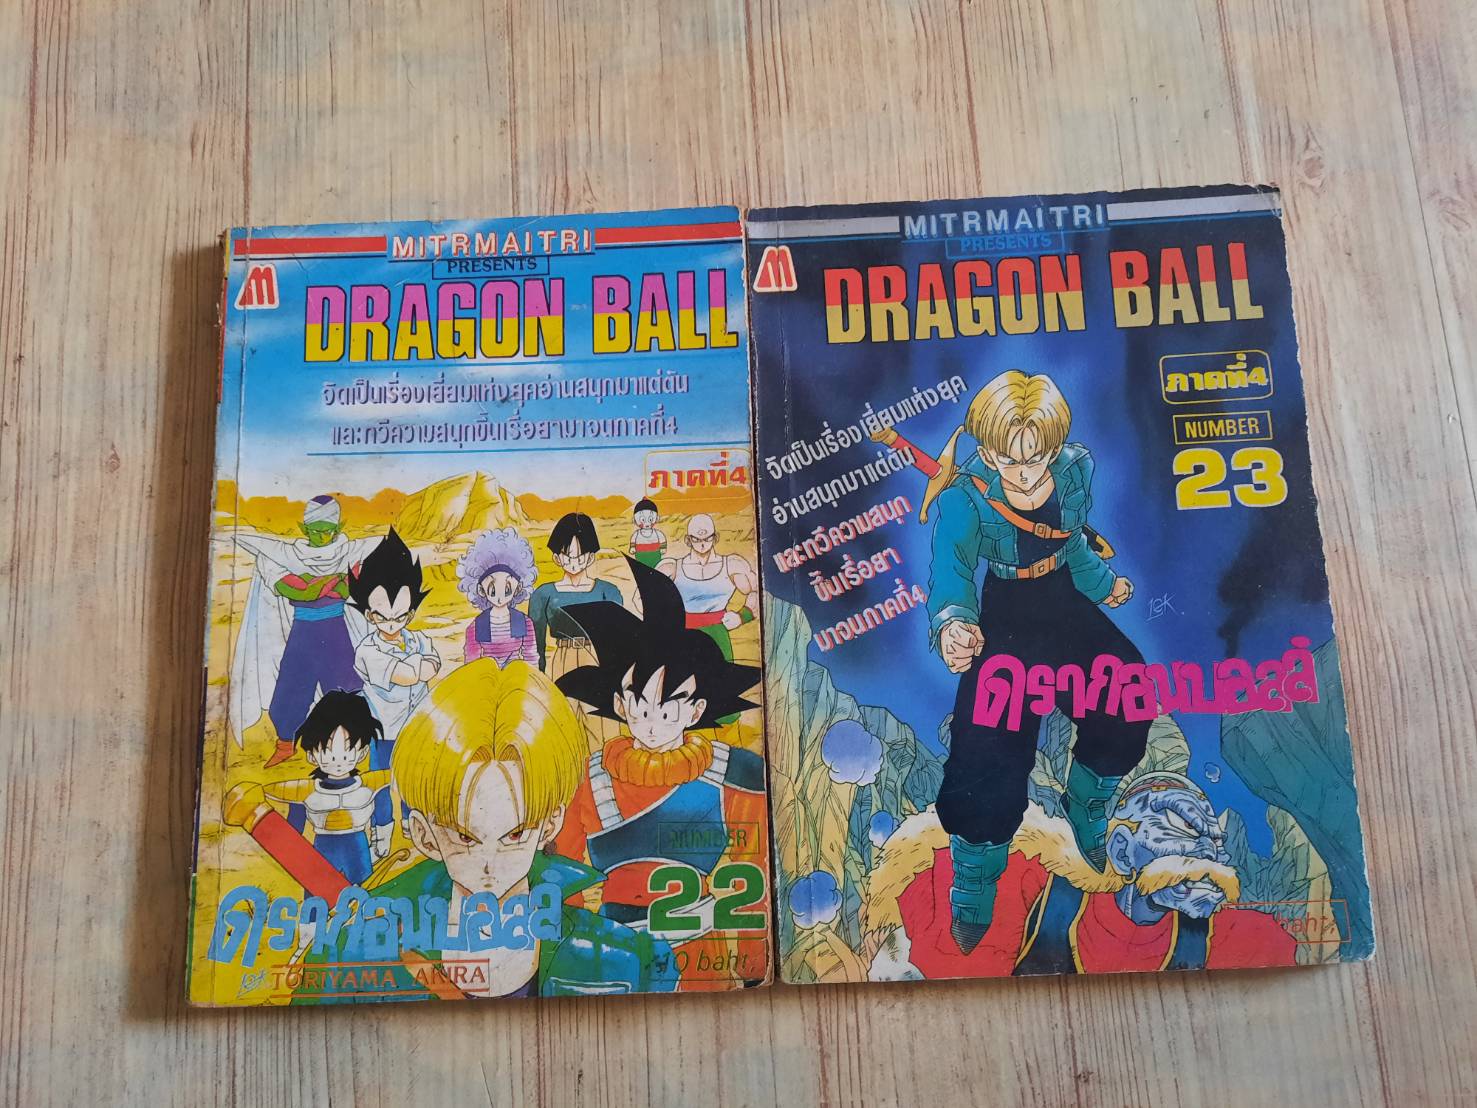 MITRMAITRI
PRESENTS
DRAGON BALL
จัดเป็นเรื่องเยี่ยมแห่งยุคอ่านสนุกมาแต่ต้น
และทวีความสนุกขึ้นเรื่อยามาจนภาคที่4
ภาคที่4
NUMBER
22
ดราก้อนบอลล์
lek
TORIYAMA AKIRA
10 baht.
MITRMAITRI
PRESENTS
DRAGON BALL
ภาคที่4
NUMBER
23
จัดเป็นเรื่องเยี่ยมแห่งยุค
อ่านสนุกมาแต่ต้น
และทวีความสนุก
ขึ้นเรื่อยา
มาจนภาคที่4
lek
ดราก้อนบอลล์
baht.